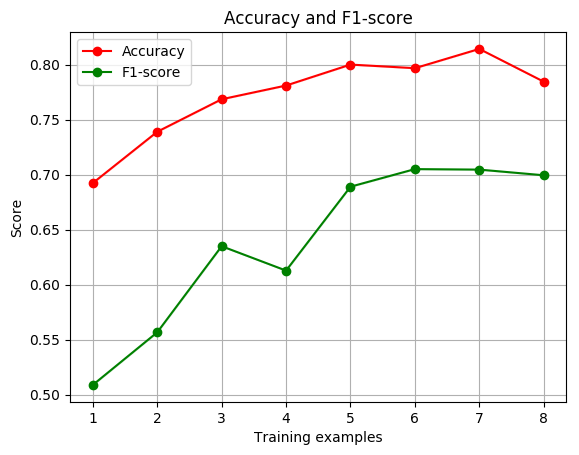 Accuracy and F1-score
Accuracy
F1-score
0.80
0.75
0.70
0.65
0.60
0.55
0.50
Score
1 2 3 4 5 6 7 8
Training examples